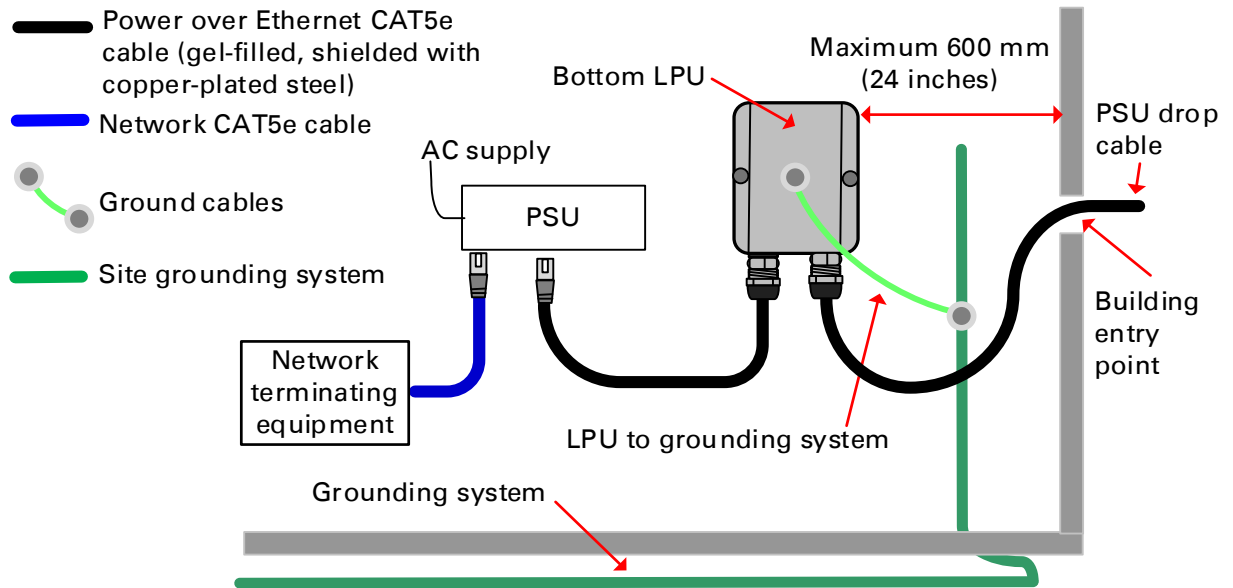 Power over Ethernet CAT5e
cable (gel-filled, shielded with
copper-plated steel)
Network CAT5e cable
Ground cables
Site grounding system
AC supply
PSU
Network
terminating
equipment
Bottom LPU
Maximum 600 mm
(24 inches)
PSU drop
cable
Building
entry
point
LPU to grounding system
Grounding system